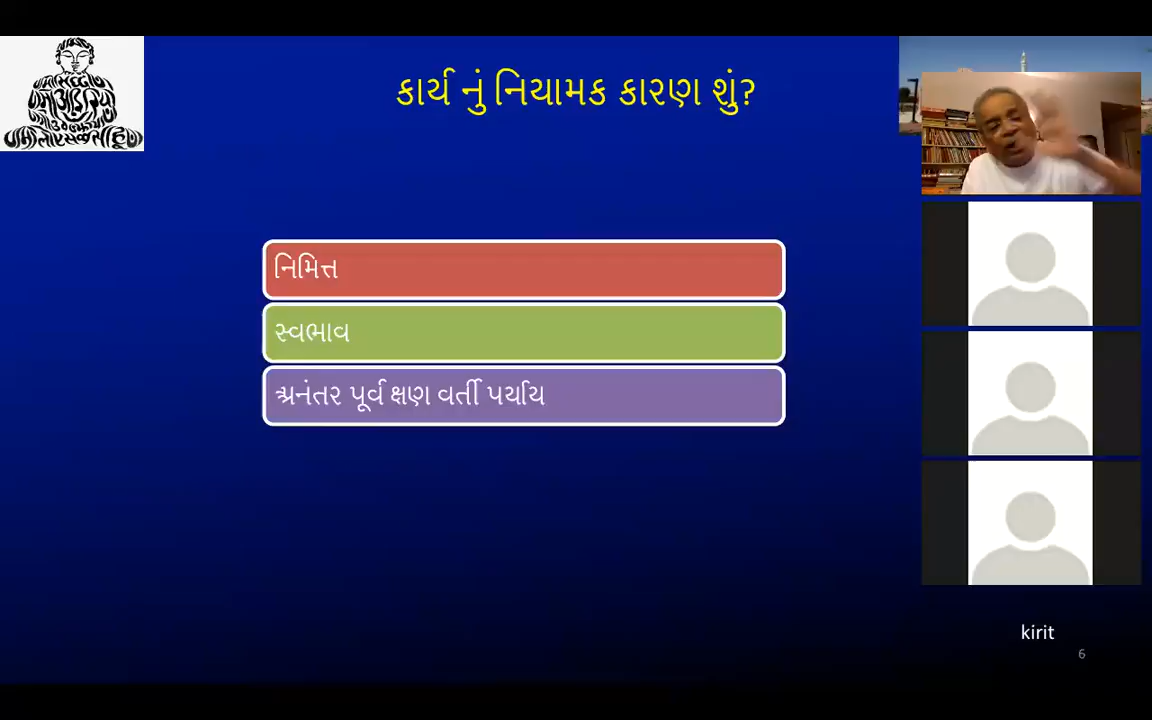 કાર્ય નું નિયામક કારણ શું?
નિમિત્ત
સ્વભાવ
અનંતર પૂર્વ ક્ષણ વર્તી પર્યાય
kirit
6